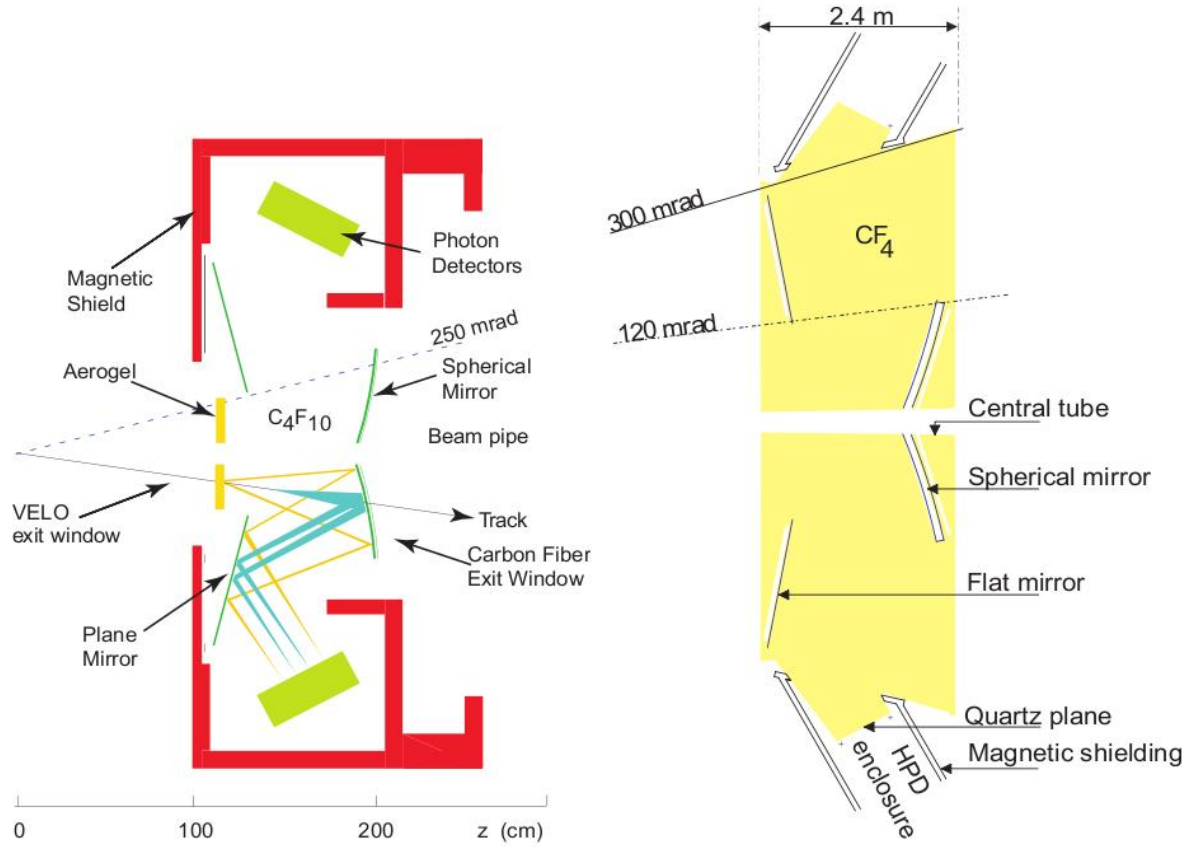 Magnetic
Shield
Photon
Detectors
250 mrad
Aerogel
C4F10
Spherical
Mirror
Beam pipe
VELO
exit window
Track
Carbon Fiber
Exit Window
Plane
Mirror
0
100
200
z (cm)
2.4 m
300 mrad
CF4
120 mrad
Central tube
Spherical mirror
Flat mirror
Quartz plane
Magnetic shielding
HPD
enclosure